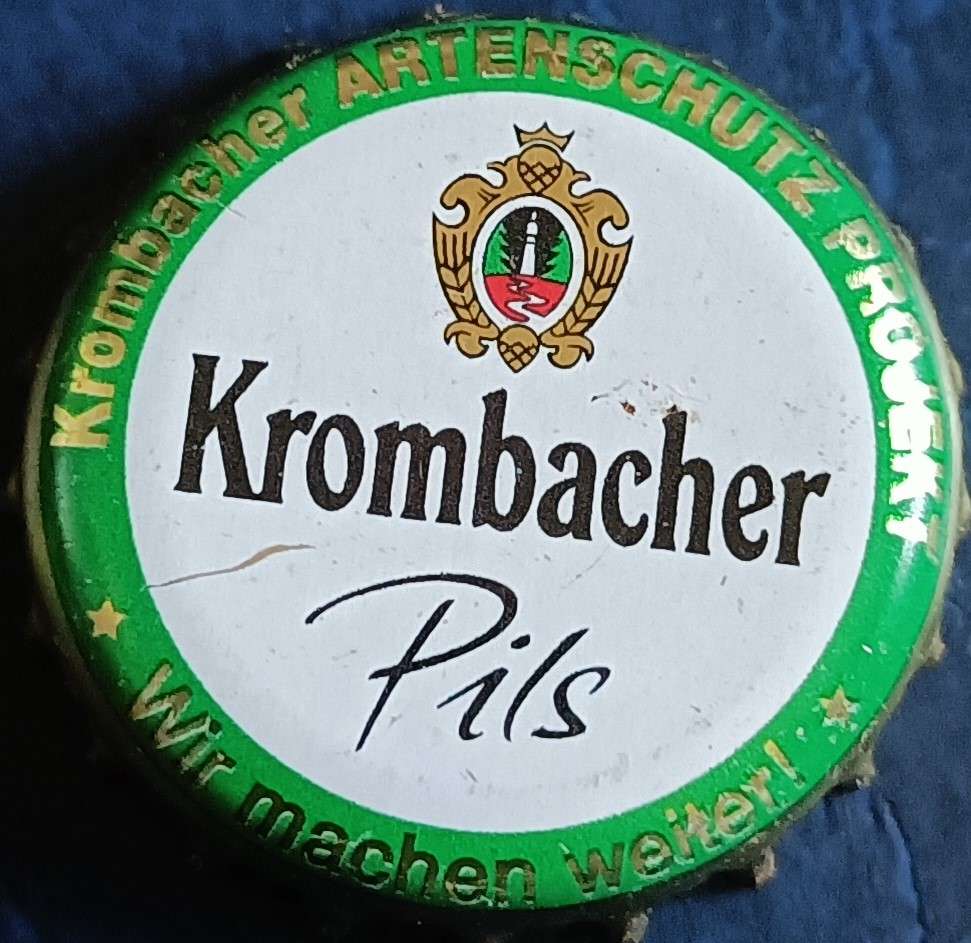 Krombacher ARTENSCHUTZ PROJEKT
Krombacher
Pils
Wir machen weiter!